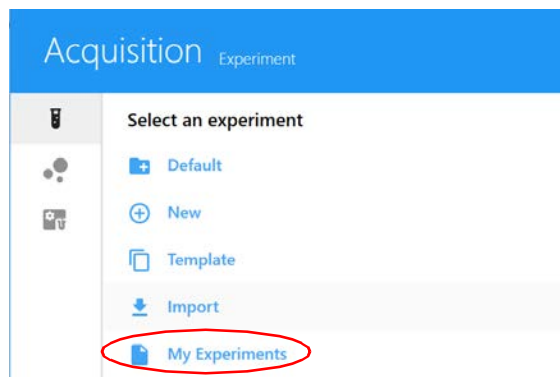 Acquisition Experiment
Select an experiment
Default
New
Template
Import
My Experiments